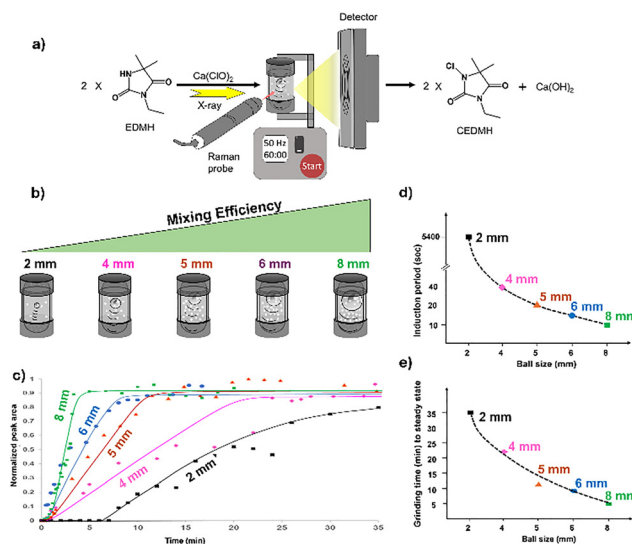 a)
Detector
2 X
HN
O
O
N
EDMH
Ca(ClO)₂
X-ray
Raman
probe
50 Hz
60:00
Start
2 X
Cl
N
O
O
N
CEDMH
+ Ca(OH)₂
b)
Mixing Efficiency
2 mm 4 mm 5 mm 6 mm 8 mm
c)
Normalized peak area
1
0.9
0.8
0.7
0.6
0.5
0.4
0.3
0.2
0.1
0
0 5 10 15 20 25 30 35
Time (min)
8 mm
6 mm
5 mm
4 mm
2 mm
d)
Induction period (sec)
5400
40
20
10
2 4 5 6 8
Ball size (mm)
2 mm
4 mm
5 mm
6 mm
8 mm
e)
Grinding time (min) to steady state
35
30
25
20
15
10
5
2 4 5 6 8
Ball size (mm)
2 mm
4 mm
5 mm
6 mm
8 mm